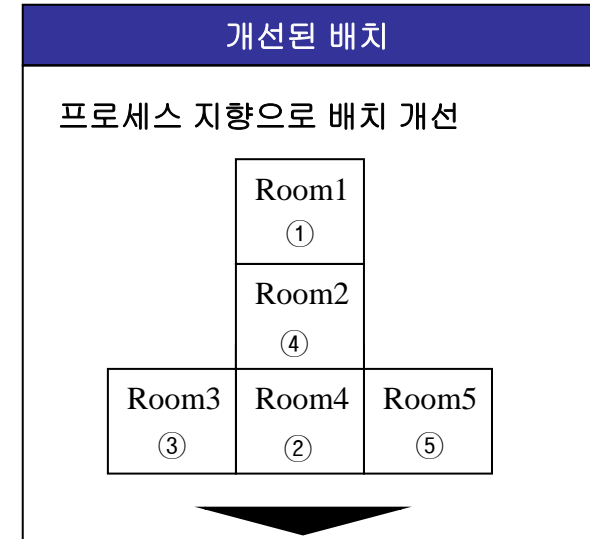 개선된 배치
프로세스 지향으로 배치 개선
Room1
①
Room2
④
Room3 Room4 Room5
③ ② ⑤